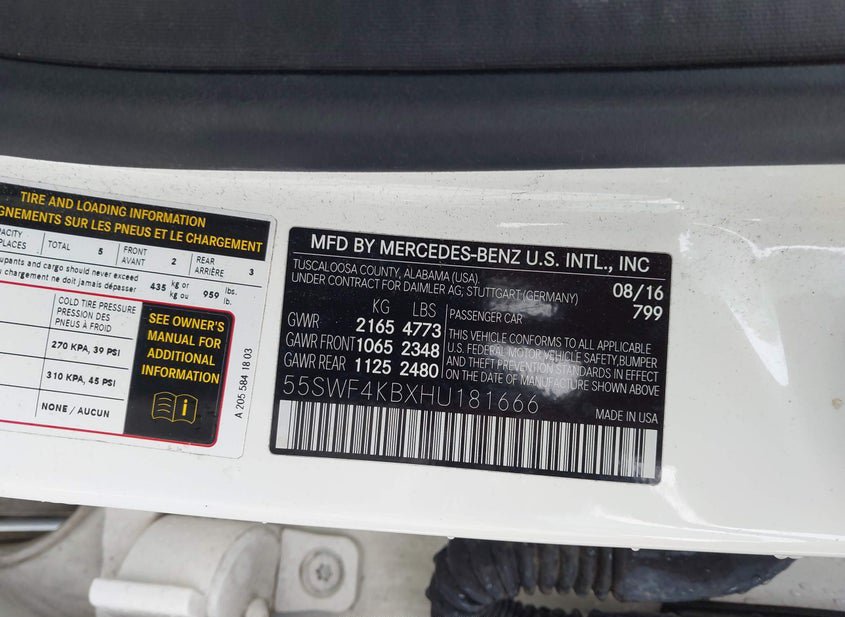 TIRE AND LOADING INFORMATION
GNEMENTS SUR LES PNEUS ET LE CHARGEMENT
TOTAL 5 FRONT AVANT 2 REAR ARRIÈRE 3
PLACES
upants and cargo should never exceed
chargement ne doit jamais dépasser
435 kg or kg ou 959 lbs. lb.
COLD TIRE PRESSURE
PRESSION DES
PNEUS À FROID
270 KPA, 39 PSI
310 KPA, 45 PSI
NONE / AUCUN
SEE OWNER'S
MANUAL FOR
ADDITIONAL
INFORMATION
A 205 584 18 03
MFD BY MERCEDES-BENZ U.S. INTL., INC
TUSCALOOSA COUNTY, ALABAMA (USA)
UNDER CONTRACT FOR DAIMLER AG, STUTTGART (GERMANY)
08/16
799
KG LBS
GWWR 2165 4773
GAWR FRONT 1065 2348
GAWR REAR 1125 2480
PASSENGER CAR
THIS VEHICLE CONFORMS TO ALL APPLICABLE
U.S. FEDERAL MOTOR VEHICLE SAFETY, BUMPER
AND THEFT PREVENTION STANDARDS IN EFFECT
ON THE DATE OF MANUFACTURE SHOWN ABOVE
55SWF4KBXHU181666
MADE IN USA